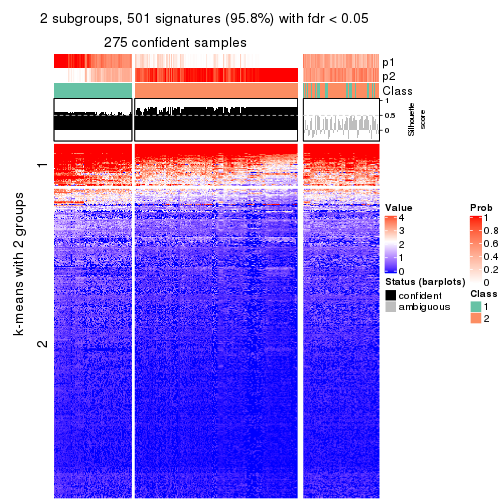 2 subgroups, 501 signatures (95.8%) with fdr < 0.05
275 confident samples
p1
p2
Class
1
0.5
0
Silhouette
score
k-means with 2 groups
1
2
Value
4
3
2
1
0
Prob
1
0.8
0.6
0.4
0.2
0
Status (barplots)
confident
ambiguous
Class
1
2